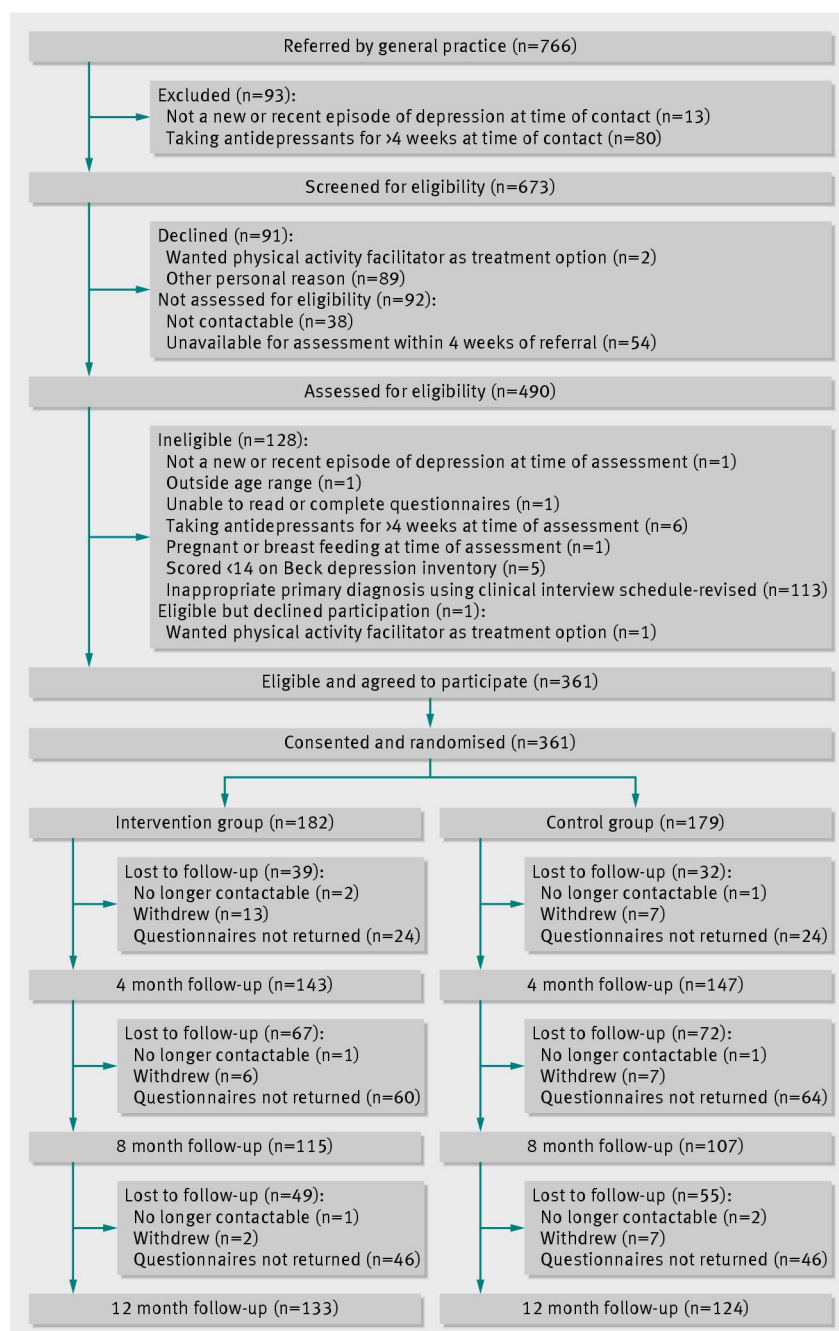 Referred by general practice (n=766)
Excluded (n=93):
Not a new or recent episode of depression at time of contact (n=13)
Taking antidepressants for >4 weeks at time of contact (n=80)
Screened for eligibility (n=673)
Declined (n=91):
Wanted physical activity facilitator as treatment option (n=2)
Other personal reason (n=89)
Not assessed for eligibility (n=92):
Not contactable (n=38)
Unavailable for assessment within 4 weeks of referral (n=54)
Assessed for eligibility (n=490)
Ineligible (n=128):
Not a new or recent episode of depression at time of assessment (n=1)
Outside age range (n=1)
Unable to read or complete questionnaires (n=1)
Taking antidepressants for >4 weeks at time of assessment (n=6)
Pregnant or breast feeding at time of assessment (n=1)
Scored <14 on Beck depression inventory (n=5)
Inappropriate primary diagnosis using clinical interview schedule-revised (n=113)
Eligible but declined participation (n=1):
Wanted physical activity facilitator as treatment option (n=1)
Eligible and agreed to participate (n=361)
Consented and randomised (n=361)
Intervention group (n=182)
Lost to follow-up (n=39):
No longer contactable (n=2)
Withdrew (n=13)
Questionnaires not returned (n=24)
4 month follow-up (n=143)
Lost to follow-up (n=67):
No longer contactable (n=1)
Withdrew (n=6)
Questionnaires not returned (n=60)
8 month follow-up (n=115)
Lost to follow-up (n=49):
No longer contactable (n=1)
Withdrew (n=2)
Questionnaires not returned (n=46)
12 month follow-up (n=133)
Control group (n=179)
Lost to follow-up (n=32):
No longer contactable (n=1)
Withdrew (n=7)
Questionnaires not returned (n=24)
4 month follow-up (n=147)
Lost to follow-up (n=72):
No longer contactable (n=1)
Withdrew (n=7)
Questionnaires not returned (n=64)
8 month follow-up (n=107)
Lost to follow-up (n=55):
No longer contactable (n=2)
Withdrew (n=7)
Questionnaires not returned (n=46)
12 month follow-up (n=124)